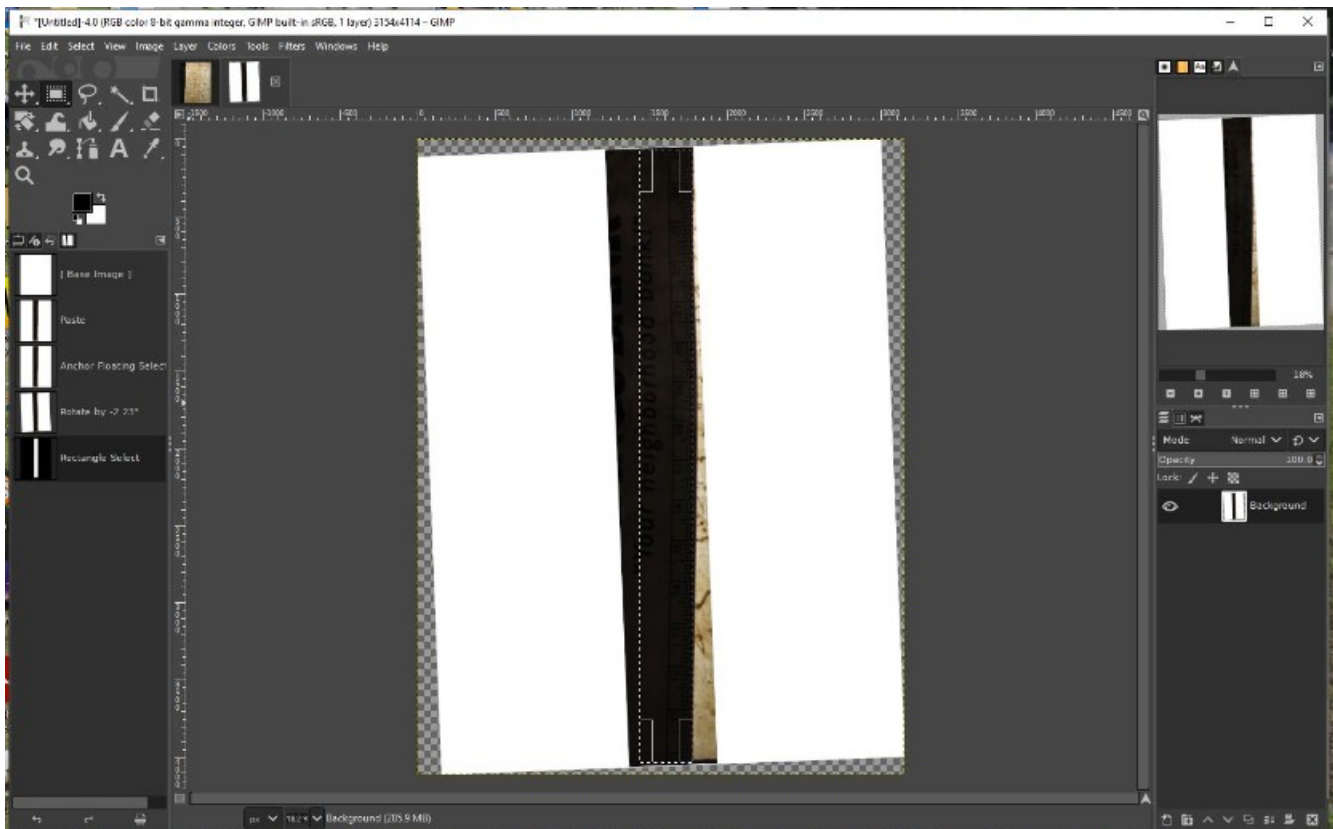 *[Untitled]-4.0 (RGB color 8-bit gamma integer, GIMP built-in sRGB, 1 layer) 3154x4114 – GIMP
File Edit Select View Image Layer Colors Tools Filters Windows Help
[ Base Image ]
Paste
Anchor Floating Select
Rotate by -2.23°
Rectangle Select
Your neighborhood bank!
18%
Mode Normal
Opacity 100.0
Lock:
Background
px 18.2% Background (205.9 MB)